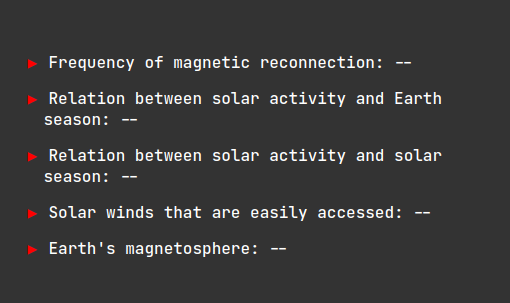 ▶ Frequency of magnetic reconnection: --
▶ Relation between solar activity and Earth
season: --
▶ Relation between solar activity and solar
season: --
▶ Solar winds that are easily accessed: --
▶ Earth's magnetosphere: --